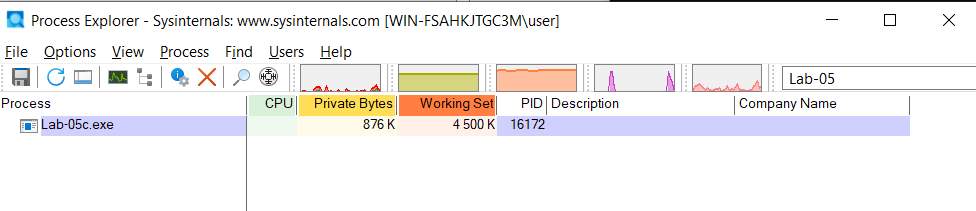 Process Explorer - Sysinternals: www.sysinternals.com [WIN-FSAHKJTGC3M\user]
File Options View Process Find Users Help
Lab-05
Process CPU Private Bytes Working Set PID Description Company Name
Lab-05c.exe 876 K 4 500 K 16172